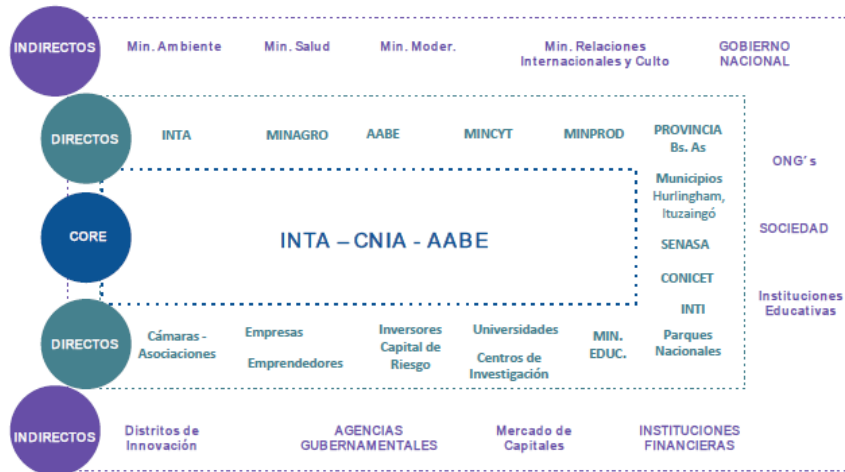 INDIRECTOS
Min. Ambiente
Min. Salud
Min. Moder.
Min. Relaciones
Internacionales y Culto
GOBIERNO
NACIONAL
DIRECTOS
INTA
MINAGRO
AABE
MINCYT
MINPROD
PROVINCIA
Bs. As
Municipios
Hurlingham,
Ituzaingó
SENASA
CONICET
INTI
Parques
Nacionales
ONG´s
SOCIEDAD
Instituciones
Educativas
CORE
INTA – CNIA - AABE
DIRECTOS
Cámaras -
Asociaciones
Empresas
Emprendedores
Inversores
Capital de
Riesgo
Universidades
Centros de
Investigación
MIN.
EDUC.
INDIRECTOS
Distritos de
Innovación
AGENCIAS
GUBERNAMENTALES
Mercado de
Capitales
INSTITUCIONES
FINANCIERAS